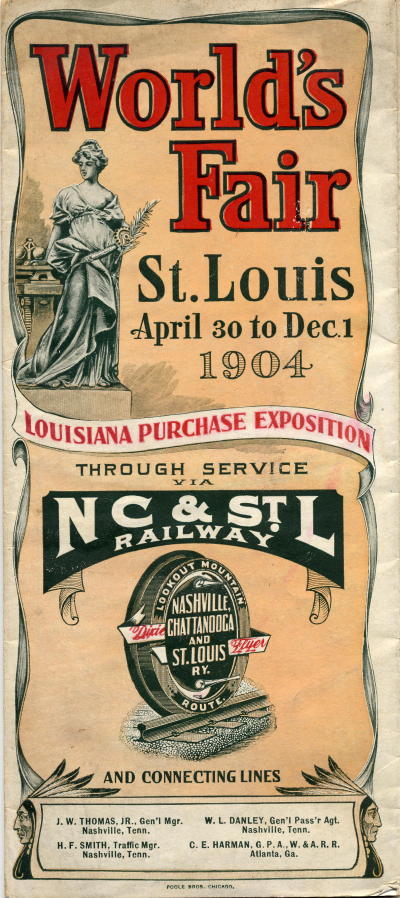 World's
Fair
St. Louis
April 30 to Dec. 1
1904
LOUISIANA PURCHASE EXPOSITION
THROUGH SERVICE
VIA
N C & ST. L
RAILWAY
LOOKOUT MOUNTAIN
NASHVILLE,
CHATTANOOGA
AND
ST. LOUIS
RY.
Dixie Flyer
ROUTE.
AND CONNECTING LINES
J. W. THOMAS, JR., Gen'l Mgr.
Nashville, Tenn.
W. L. DANLEY, Gen'l Pass'r Agt.
Nashville, Tenn.
H. F. SMITH, Traffic Mgr.
Nashville, Tenn.
C. E. HARMAN, G. P. A., W. & A. R. R.
Atlanta, Ga.
POOLE BROS. CHICAGO,